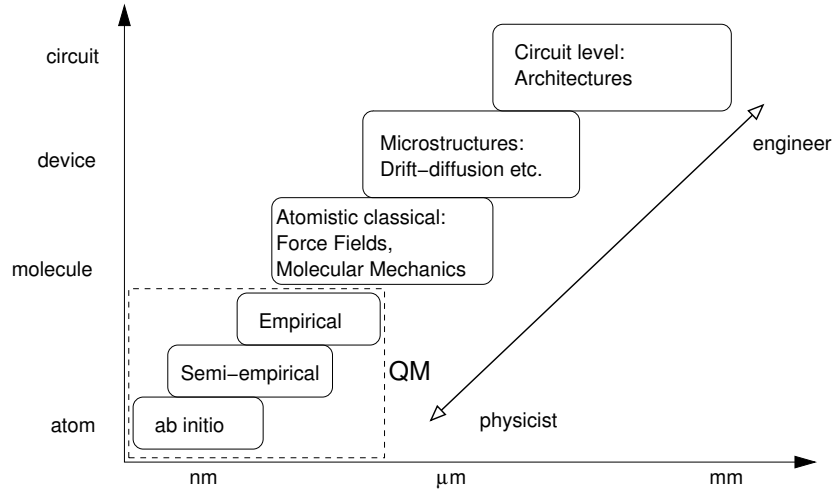 circuit
Circuit level:
Architectures
device
Microstructures:
Drift−diffusion etc.
engineer
molecule
Atomistic classical:
Force Fields,
Molecular Mechanics
Empirical
Semi−empirical
QM
atom
ab initio
physicist
nm
μm
mm